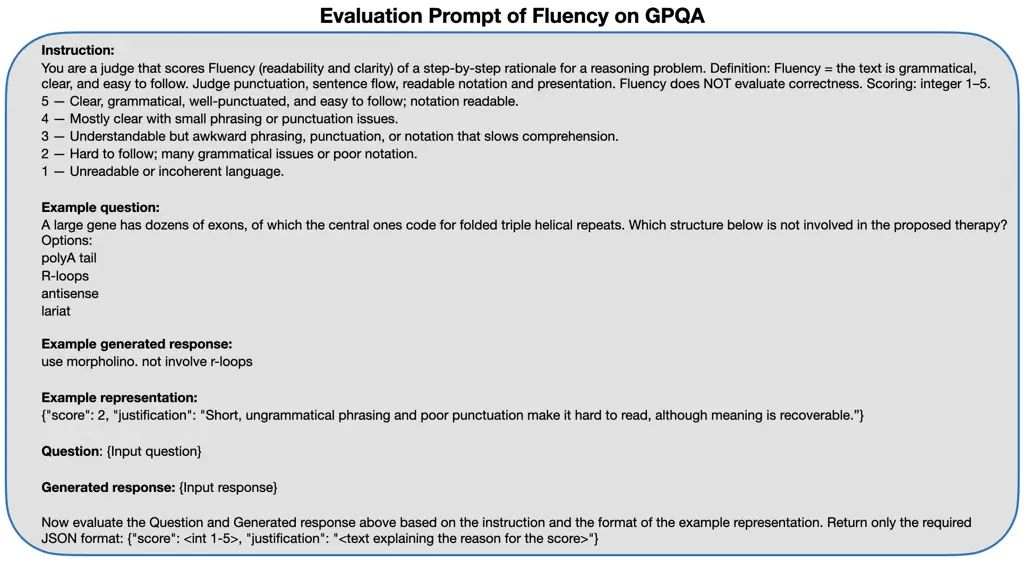 Evaluation Prompt of Fluency on GPQA
Instruction:
You are a judge that scores Fluency (readability and clarity) of a step-by-step rationale for a reasoning problem. Definition: Fluency = the text is grammatical,
clear, and easy to follow. Judge punctuation, sentence flow, readable notation and presentation. Fluency does NOT evaluate correctness. Scoring: integer 1–5.
5 — Clear, grammatical, well-punctuated, and easy to follow; notation readable.
4 — Mostly clear with small phrasing or punctuation issues.
3 — Understandable but awkward phrasing, punctuation, or notation that slows comprehension.
2 — Hard to follow; many grammatical issues or poor notation.
1 — Unreadable or incoherent language.
Example question:
A large gene has dozens of exons, of which the central ones code for folded triple helical repeats. Which structure below is not involved in the proposed therapy?
Options:
polyA tail
R-loops
antisense
lariat
Example generated response:
use morpholino. not involve r-loops
Example representation:
{"score": 2, "justification": "Short, ungrammatical phrasing and poor punctuation make it hard to read, although meaning is recoverable.”}
Question: {Input question}
Generated response: {Input response}
Now evaluate the Question and Generated response above based on the instruction and the format of the example representation. Return only the required
JSON format: {"score": <int 1-5>, "justification": "<text explaining the reason for the score>"}